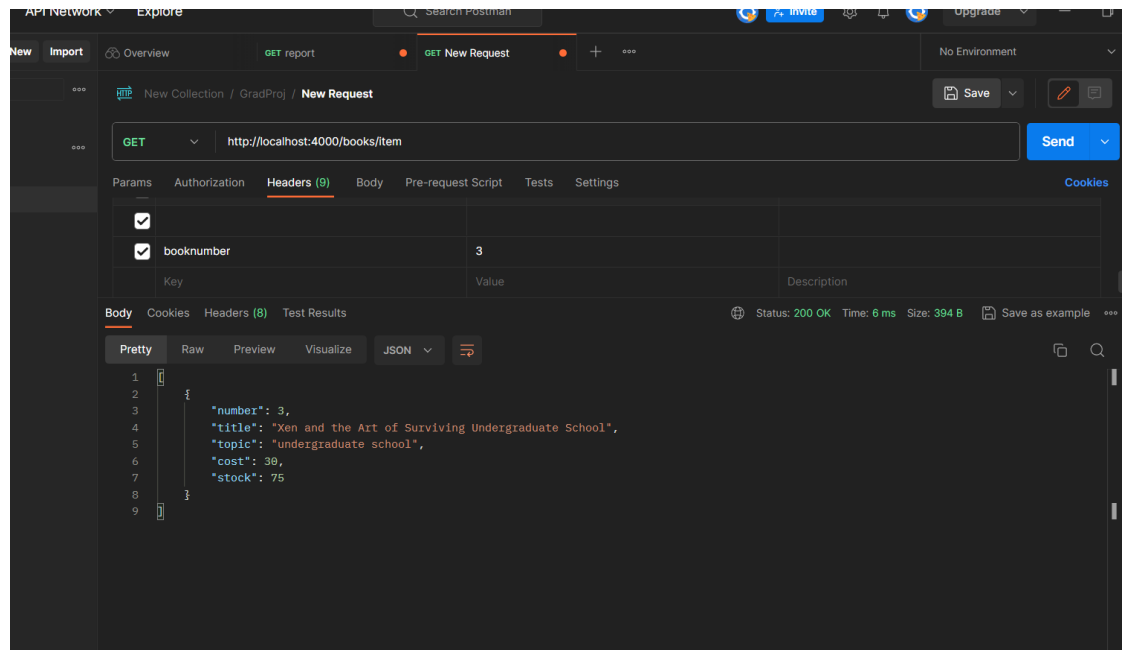 API Network Explore Search Postman Invite Upgrade
New Import Overview GET report GET New Request No Environment
HTTP New Collection / GradProj / New Request Save
GET http://localhost:4000/books/item Send
Params Authorization Headers (9) Body Pre-request Script Tests Settings Cookies
booknumber 3
Key Value Description
Body Cookies Headers (8) Test Results Status: 200 OK Time: 6 ms Size: 394 B Save as example
Pretty Raw Preview Visualize JSON
1 [
2 {
3 "number": 3,
4 "title": "Xen and the Art of Surviving Undergraduate School",
5 "topic": "undergraduate school",
6 "cost": 30,
7 "stock": 75
8 }
9 ]